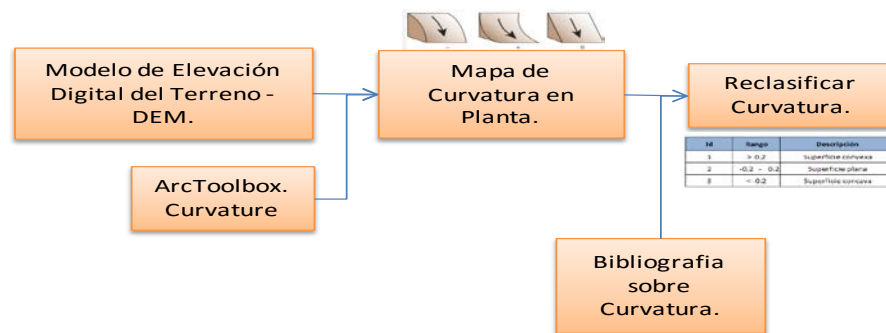 Modelo de Elevación
Digital del Terreno -
DEM.
ArcToolbox.
Curvature
- + 0
Mapa de
Curvatura en
Planta.
Reclasificar
Curvatura.
Id Rango Descripción
1 > 0.2 Superficie convexa
2 -0.2 - 0.2 Superficie plana
3 < 0.2 Superficie concava
Bibliografia
sobre
Curvatura.